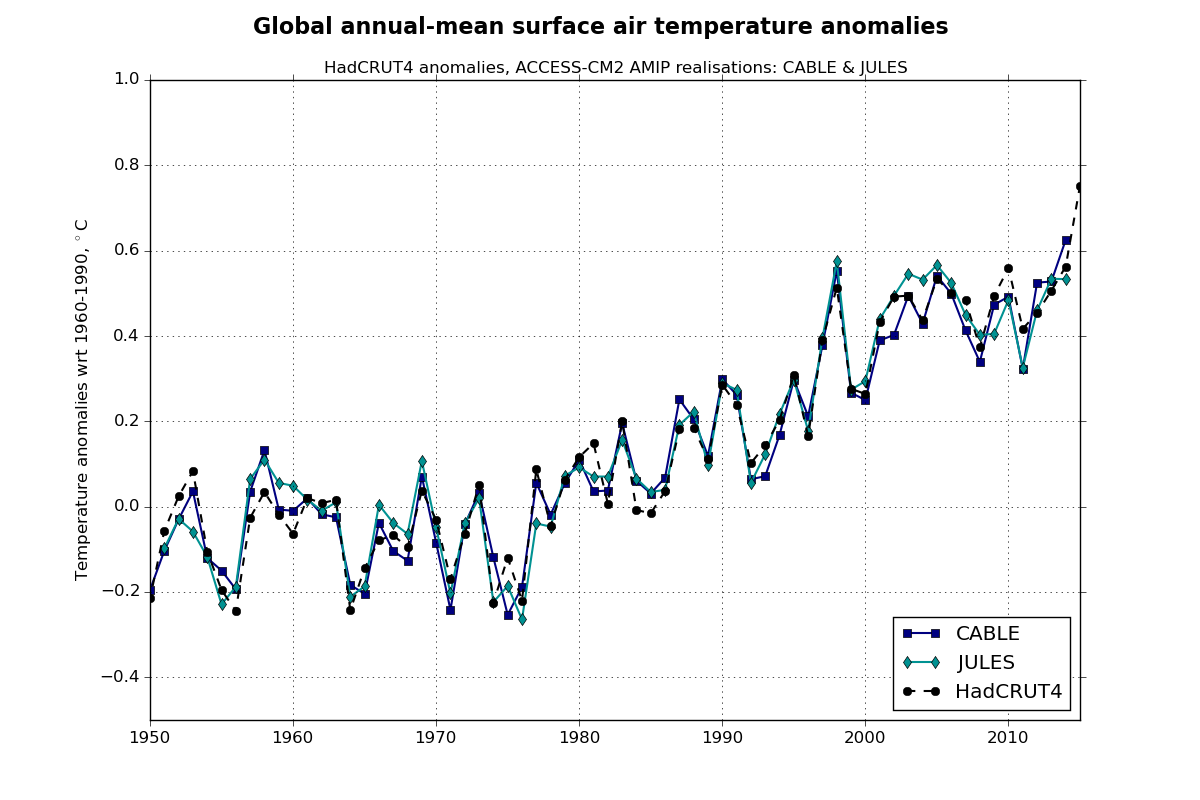 Global annual-mean surface air temperature anomalies
HadCRUT4 anomalies, ACCESS-CM2 AMIP realisations: CABLE & JULES
Temperature anomalies wrt 1960-1990, °C
1.0
0.8
0.6
0.4
0.2
0.0
−0.2
−0.4
1950 1960 1970 1980 1990 2000 2010
CABLE
JULES
HadCRUT4